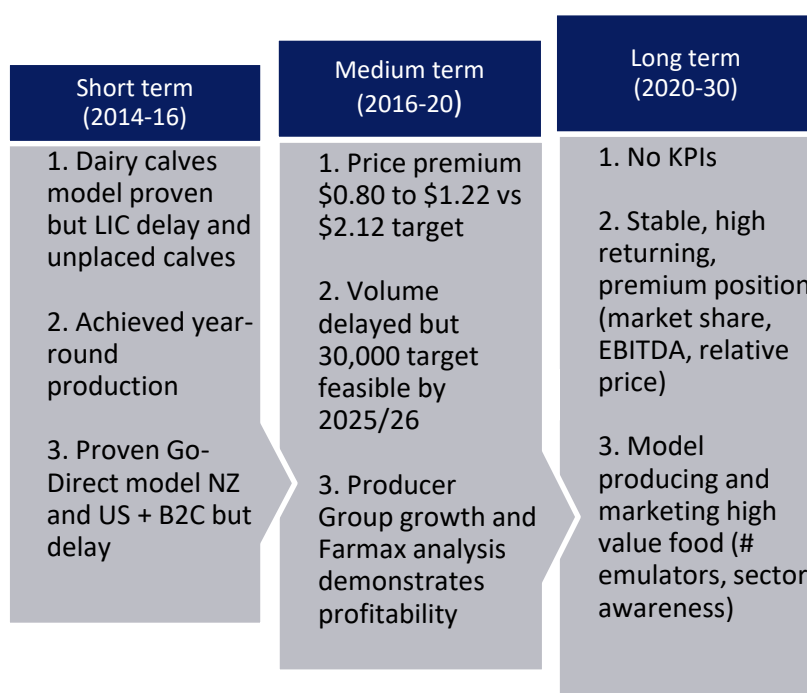 Short term
(2014-16)
1. Dairy calves
model proven
but LIC delay and
unplaced calves
2. Achieved year-
round
production
3. Proven Go-
Direct model NZ
and US + B2C but
delay
Medium term
(2016-20)
1. Price premium
$0.80 to $1.22 vs
$2.12 target
2. Volume
delayed but
30,000 target
feasible by
2025/26
3. Producer
Group growth and
Farmax analysis
demonstrates
profitability
Long term
(2020-30)
1. No KPIs
2. Stable, high
returning,
premium position
(market share,
EBITDA, relative
price)
3. Model
producing and
marketing high
value food (#
emulators, sector
awareness)